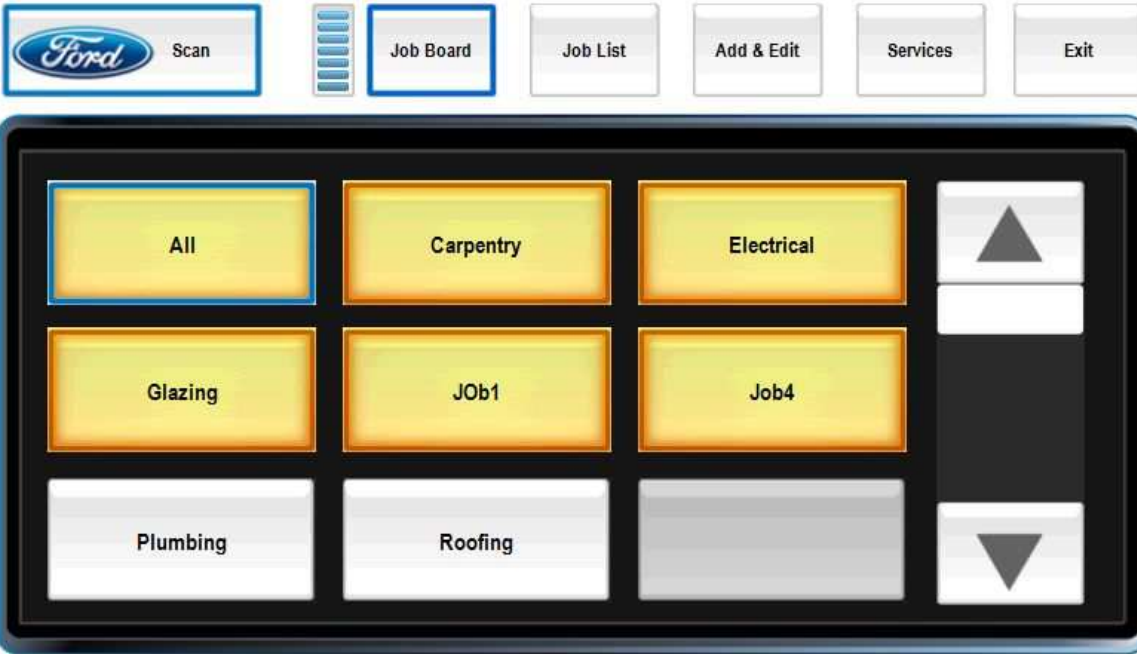 Ford Scan Job Board Job List Add & Edit Services Exit
All Carpentry Electrical
Glazing JOb1 Job4
Plumbing Roofing